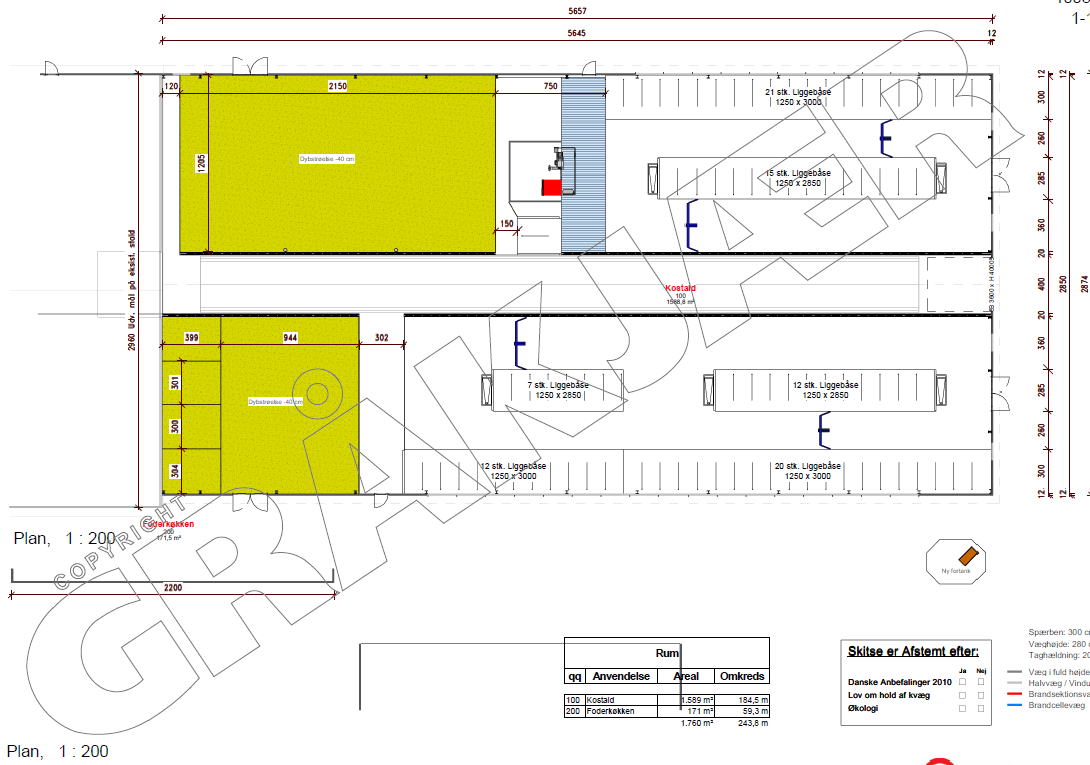 5657
1-1
5645
12
120
2150
750
21 stk. Liggebåse
1250 x 3000
12
12
300
260
1205
Dybstrøelse -40 cm
15 stk. Liggebåse
1250 x 2850
285
150
360
20
2960 Udv. mål på eksist. stald
Kostald
100
1588,8 m²
400
2850
2874
20
399
944
302
360
301
7 stk. Liggebåse
1250 x 2850
12 stk. Liggebåse
1250 x 2850
285
Dybstrøelse -40 cm
300
260
304
12 stk. Liggebåse
1250 x 3000
20 stk. Liggebåse
1250 x 3000
300
12
12
Foderkøkken
200
171,5 m²
Plan, 1 : 200
COPYRIGHT
Ny fortank
2200
Rum
qq Anvendelse Areal Omkreds
100 Kostald 1.589 m² 184,5 m
200 Foderkøkken 171 m² 59,3 m
1.760 m² 243,8 m
Skitse er Afstemt efter:
Ja Nej
Danske Anbefalinger 2010
Lov om hold af kvæg
Økologi
Spærben: 300 c
Væghøjde: 280
Taghældning: 20
Væg i fuld højde
Halvvæg / Vindu
Brandsektionsvæ
Brandcellevæg
Plan, 1 : 200